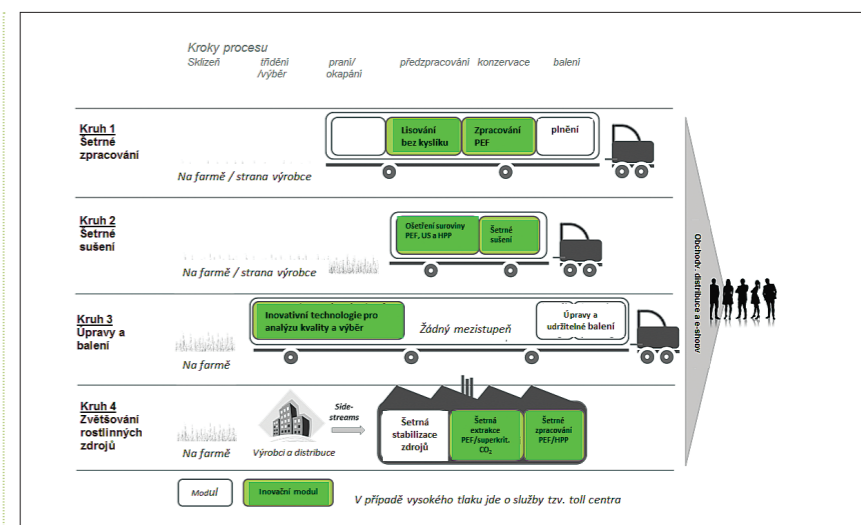 Kroky procesu
Sklizeň
třídění
/výběr
praní/
okapání
předzpracování
konzervace
balení
Kruh 1
Šetrné
zpracování
Na farmě / strana výrobce
Lisování
bez kyslíku
Zpracování
PEF
plnění
Kruh 2
Šetrné
sušení
Na farmě / strana výrobce
Ošetření suroviny
PEF, US a HPP
Šetrné
sušení
Kruh 3
Úpravy a
balení
Na farmě
Inovativní technologie pro
analýzu kvality a výběr
Žádný mezistupeň
Úpravy a
udržitelné balení
Kruh 4
Zvětšování
rostlinných
zdrojů
Na farmě
Výrobci a distribuce
Side-
streams
Šetrná
stabilizace
zdrojů
Šetrná
extrakce
PEF/superkrit.
CO₂
Šetrné
zpracování
PEF/HPP
Obchody, distribuce a e-shopy
Modul
Inovační modul
V případě vysokého tlaku jde o služby tzv. toll centra